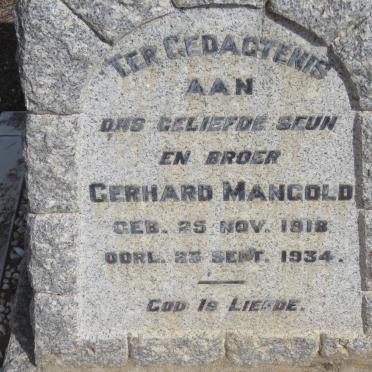 TER GEDAGTENIS
AAN
ONS GELIEFDE SEUN
EN BROER
GERHARD MANGOLD
GEB. 25 NOV. 1918
OORL. 23 SEPT. 1934.
GOD IS LIEFDE.